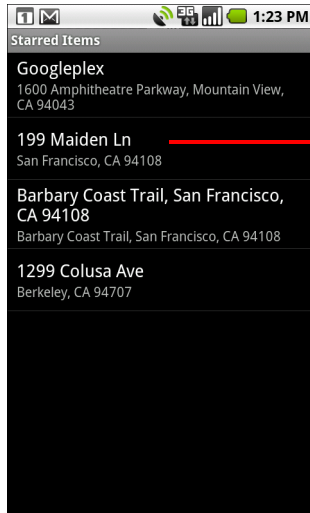 1 3G 1:23 PM
Starred Items
Googleplex
1600 Amphitheatre Parkway, Mountain View,
CA 94043
199 Maiden Ln
San Francisco, CA 94108
Barbary Coast Trail, San Francisco,
CA 94108
Barbary Coast Trail, San Francisco, CA 94108
1299 Colusa Ave
Berkeley, CA 94707